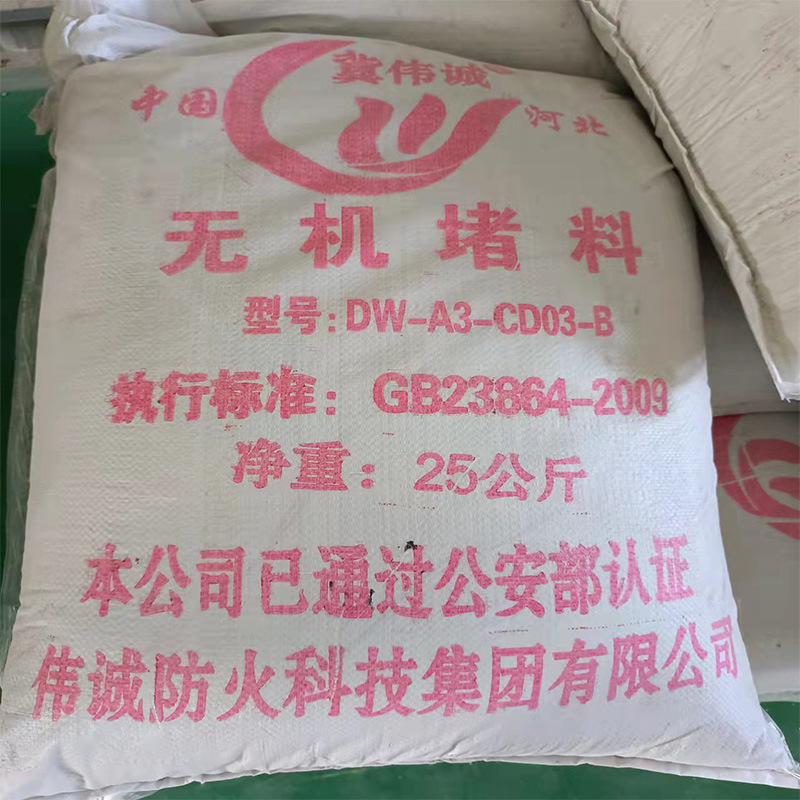 冀伟诚
中国 河北
无机堵料
型号:DW-A3-CD03-B
执行标准：GB23864-2009
净重：25公斤
本公司已通过公安部认证
伟诚防火科技集团有限公司